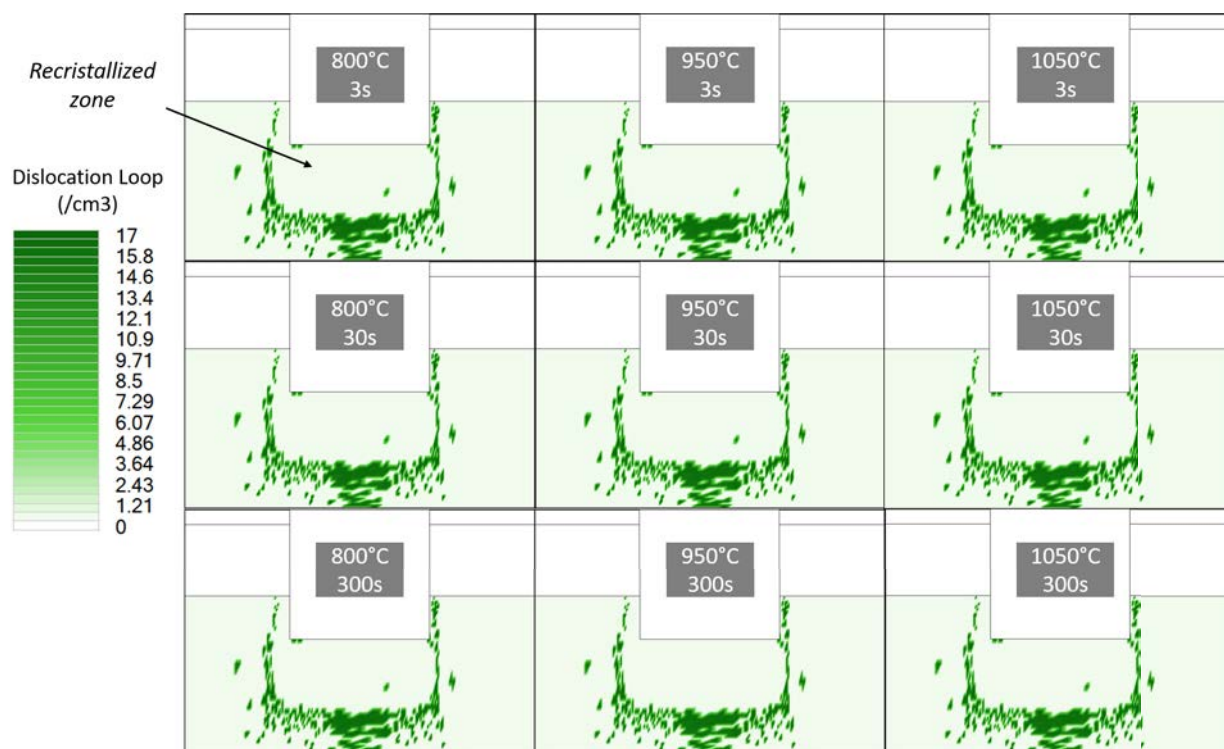 Recristallized
zone
Dislocation Loop
(/cm3)
17
15.8
14.6
13.4
12.1
10.9
9.71
8.5
7.29
6.07
4.86
3.64
2.43
1.21
0
800°C
3s
950°C
3s
1050°C
3s
800°C
30s
950°C
30s
1050°C
30s
800°C
300s
950°C
300s
1050°C
300s